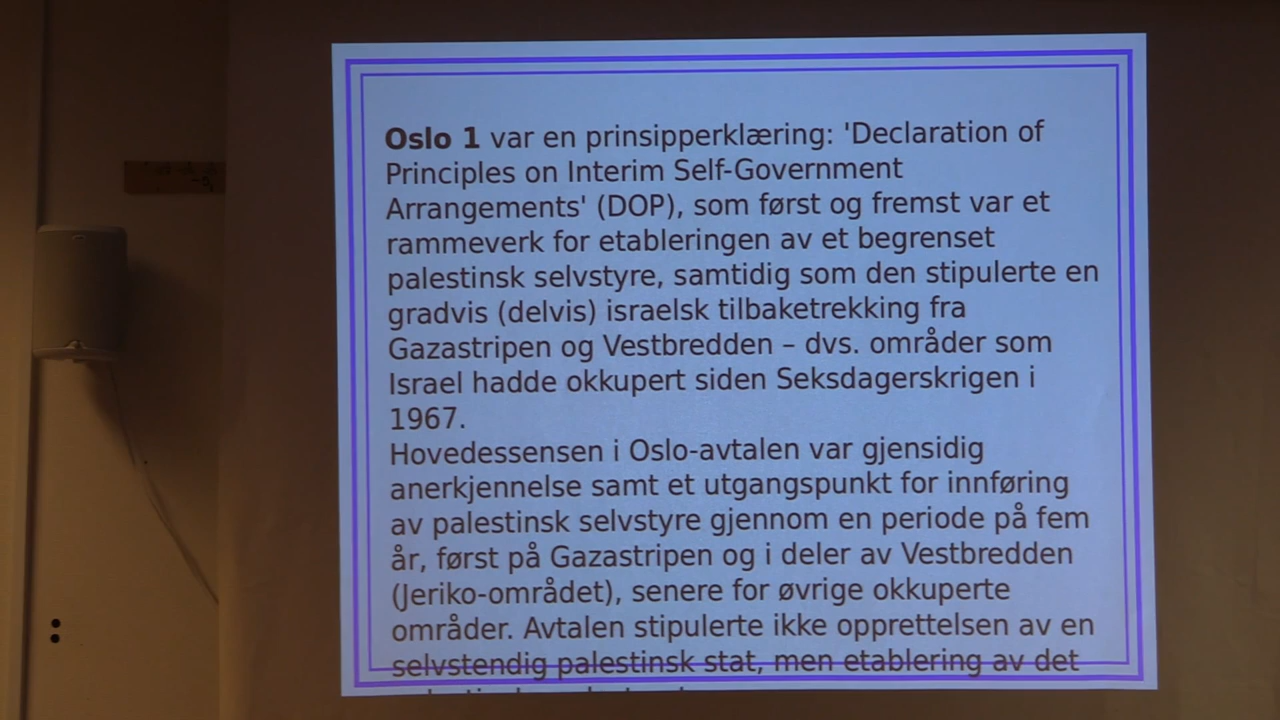 Oslo 1 var en prinsipperklæring: 'Declaration of
Principles on Interim Self-Government
Arrangements' (DOP), som først og fremst var et
rammeverk for etableringen av et begrenset
palestinsk selvstyre, samtidig som den stipulerte en
gradvis (delvis) israelsk tilbaketrekking fra
Gazastripen og Vestbredden – dvs. områder som
Israel hadde okkupert siden Seksdagerskrigen i
1967.
Hovedessensen i Oslo-avtalen var gjensidig
anerkjennelse samt et utgangspunkt for innføring
av palestinsk selvstyre gjennom en periode på fem
år, først på Gazastripen og i deler av Vestbredden
(Jeriko-området), senere for øvrige okkuperte
områder. Avtalen stipulerte ikke opprettelsen av en
selvstendig palestinsk stat, men etablering av det